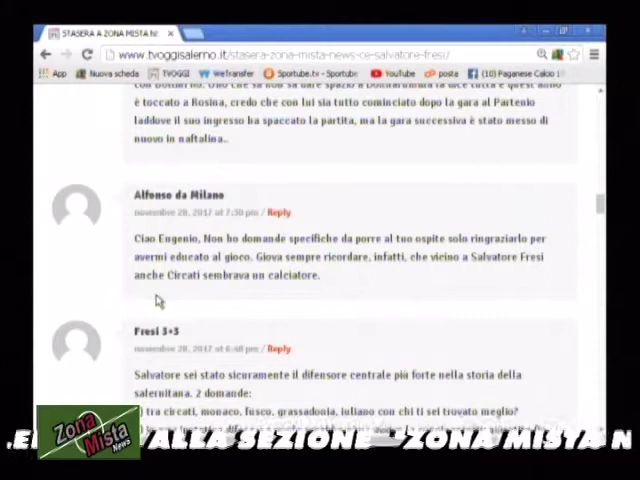 STASERA A ZONA MISTA N
www.tvoggisalerno.it/stasera-zona-mista-news-ce-salvatore-fresi/
App Nuova scheda TVOGGI WeTransfer Sportube.tv - Sportube YouTube posta (10) Paganese Calcio 1
è toccato a Rosina, credo che con lui sia tutto cominciato dopo la gara al Partenio
laddove il suo ingresso ha spaccato la partita, ma la gara successiva è stato messo di
nuovo in naftalina..
Alfonso da Milano
novembre 28, 2017 at 7:30 pm / Reply
Ciao Eugenio, Non ho domande specifiche da porre al tuo ospite solo ringraziarlo per
avermi educato al gioco. Giova sempre ricordare, infatti, che vicino a Salvatore Fresi
anche Circati sembrava un calciatore.
Fresi 3+3
novembre 28, 2017 at 6:48 pm / Reply
Salvatore sei stato sicuramente il difensore centrale più forte nella storia della
salernitana. 2 domande:
) tra circati, monaco, fusco, grassadonia, iuliano con chi ti sei trovato meglio?
Zona
Mista
News
ALLA SEZIONE "ZONA MISTA N